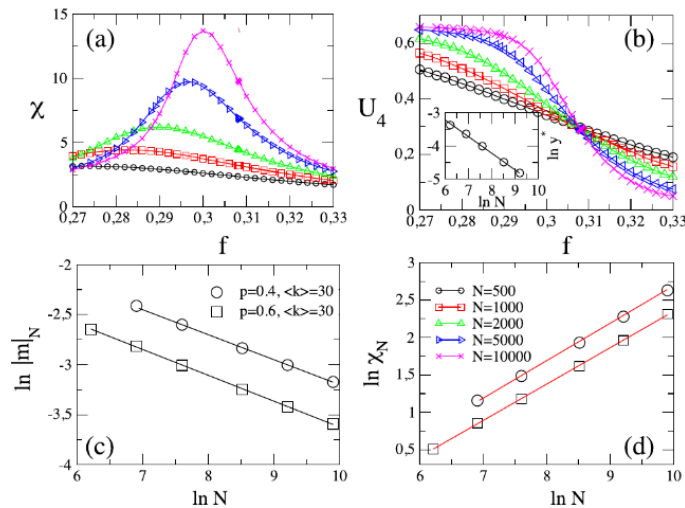 (a)
χ
15
10
5
0
0,27 0,28 0,29 0,3 0,31 0,32 0,33
f
(b)
U4
0,6
0,4
0,2
0,0
0,27 0,28 0,29 0,3 0,31 0,32 0,33
f
ln y*
-3
-4
-5
6 7 8 9 10
ln N
(c)
ln |m|N
-2
-2,5
-3
-3,5
-4
6 7 8 9 10
ln N
p=0.4, <k>=30
p=0.6, <k>=30
(d)
ln χN
3
2,5
2
1,5
1
0,5
6 7 8 9 10
ln N
N=500
N=1000
N=2000
N=5000
N=10000